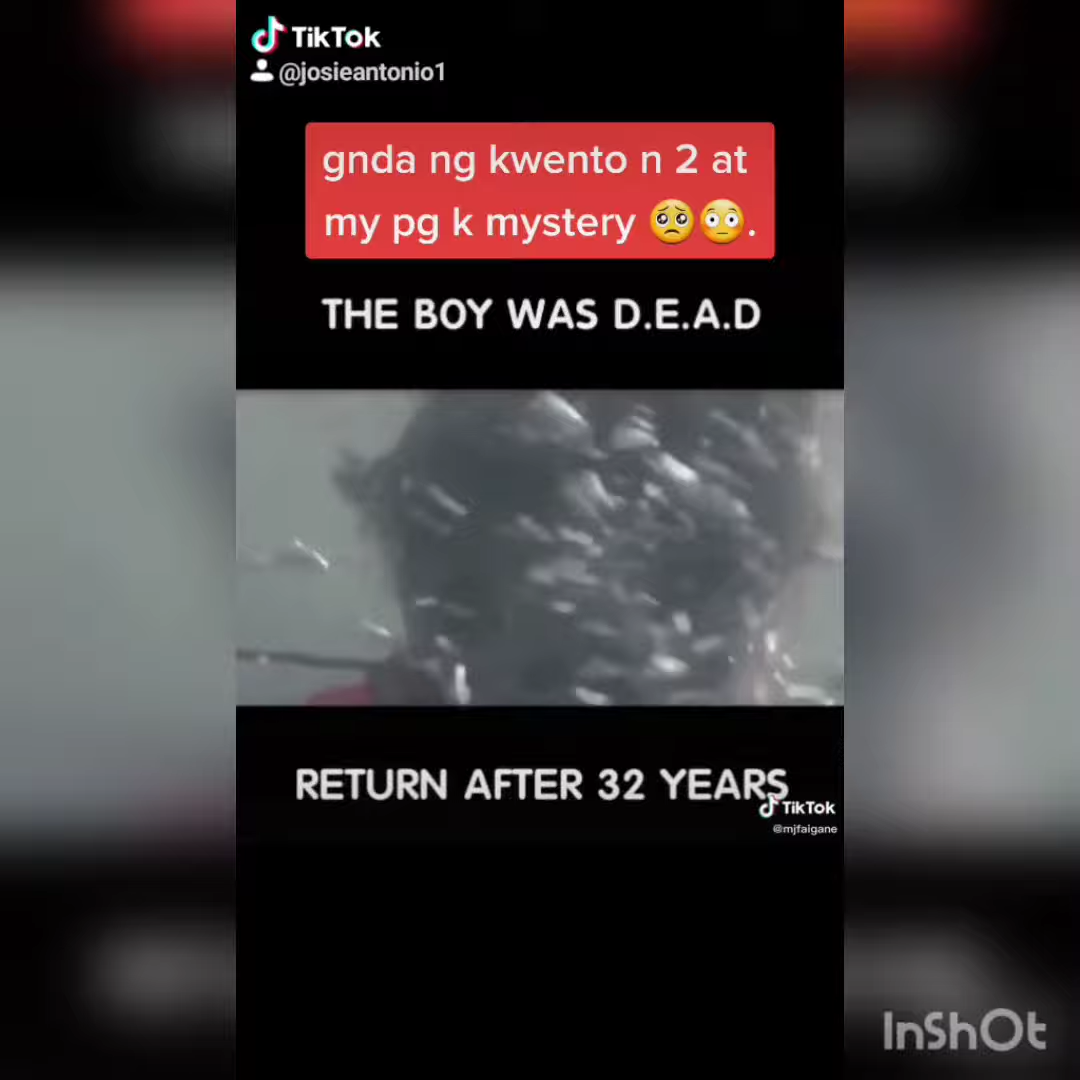 TikTok
@josieantonio1
gnda ng kwento n 2 at
my pg k mystery 🥺😳.
THE BOY WAS D.E.A.D
RETURN AFTER 32 YEARS
TikTok
@mjfaigane
InShOt